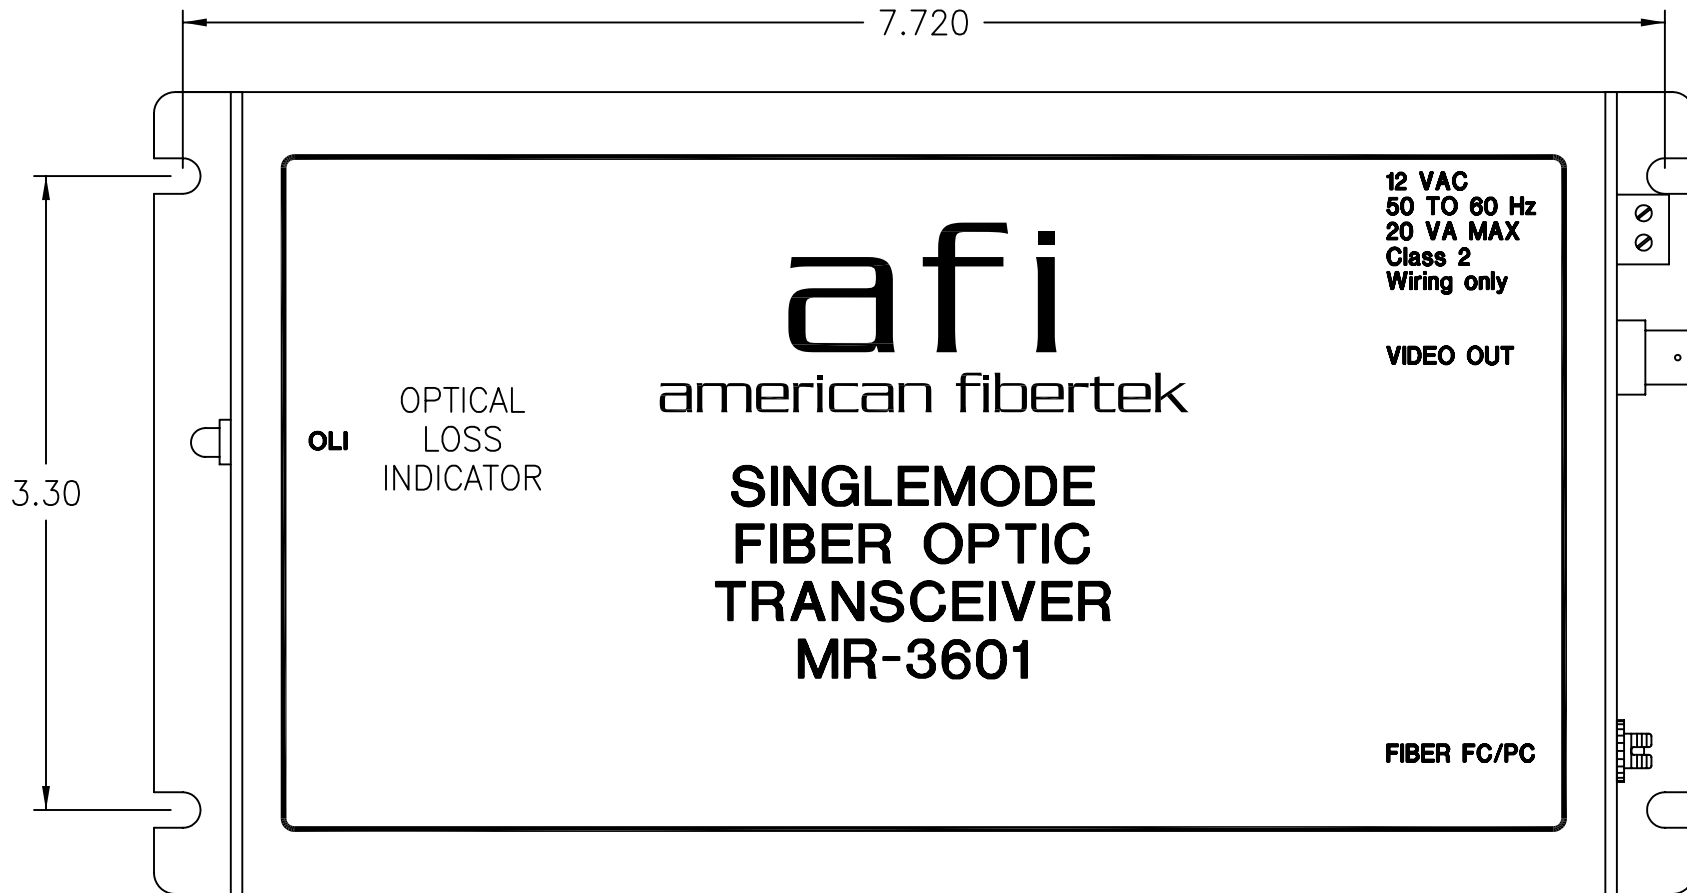 7.720
12 VAC
50 TO 60 Hz
20 VA MAX
Class 2
Wiring only
afi
american fibertek
VIDEO OUT
OPTICAL
LOSS
INDICATOR
OLI
3.30
SINGLEMODE
FIBER OPTIC
TRANSCEIVER
MR-3601
FIBER FC/PC